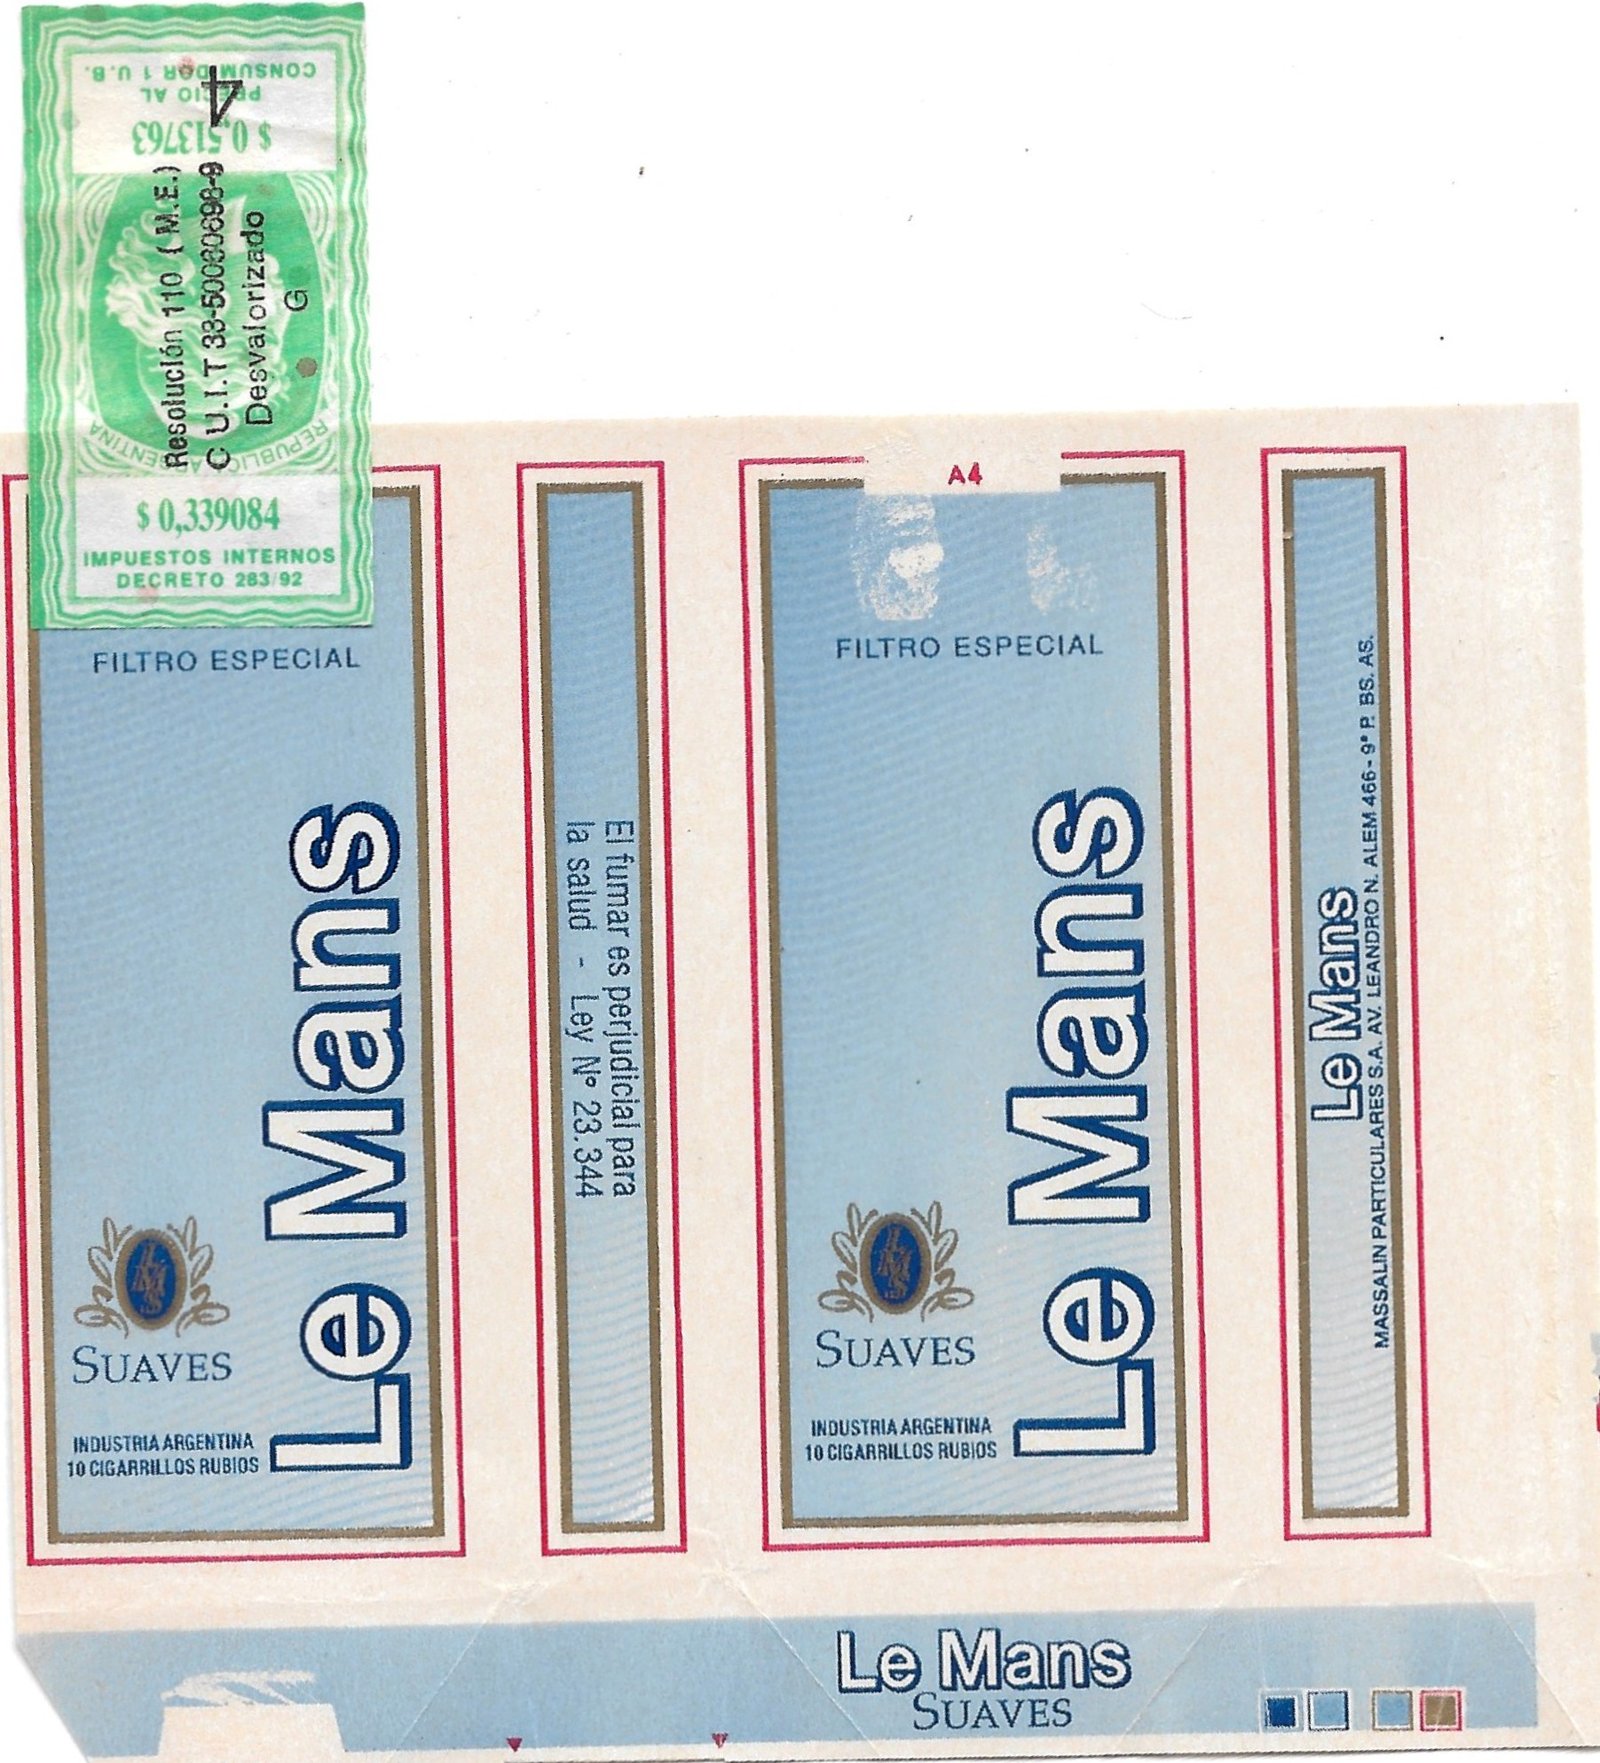 CONSUMIDOR 1 U.B.
PRECIO AL
$ 0,513763
4
Resolución 110 (M.E.)
C U.I.T 33-50080698-9
Desvalorizado
G
REPUBLICA ARGENTINA
$ 0,339084
IMPUESTOS INTERNOS
DECRETO 283/92
FILTRO ESPECIAL
Le Mans
SUAVES
INDUSTRIA ARGENTINA
10 CIGARRILLOS RUBIOS
El fumar es perjudicial para
la salud - Ley Nº 23.344
A4
FILTRO ESPECIAL
Le Mans
SUAVES
INDUSTRIA ARGENTINA
10 CIGARRILLOS RUBIOS
Le Mans
MASSALIN PARTICULARES S.A. AV. LEANDRO N. ALEM 466 - 9° P. BS. AS.
Le Mans
SUAVES